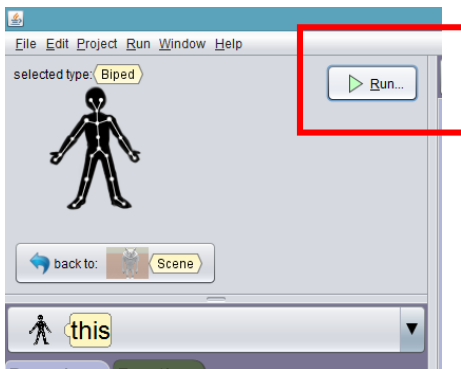 File Edit Project Run Window Help
selected type: Biped
Run...
back to: Scene
this